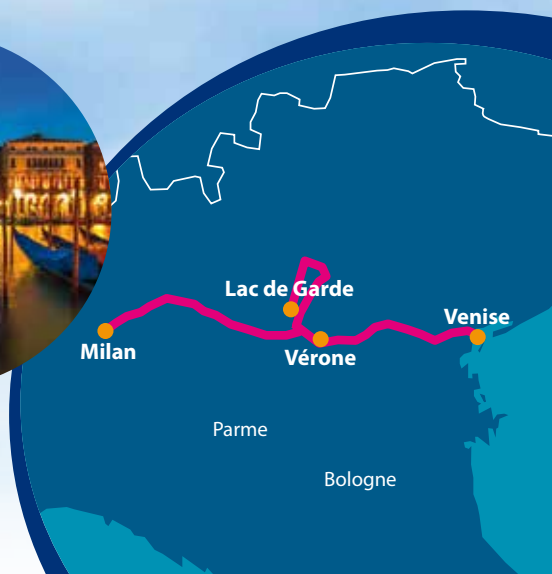 Lac de Garde
Venise
Milan
Vérone
Parme
Bologne